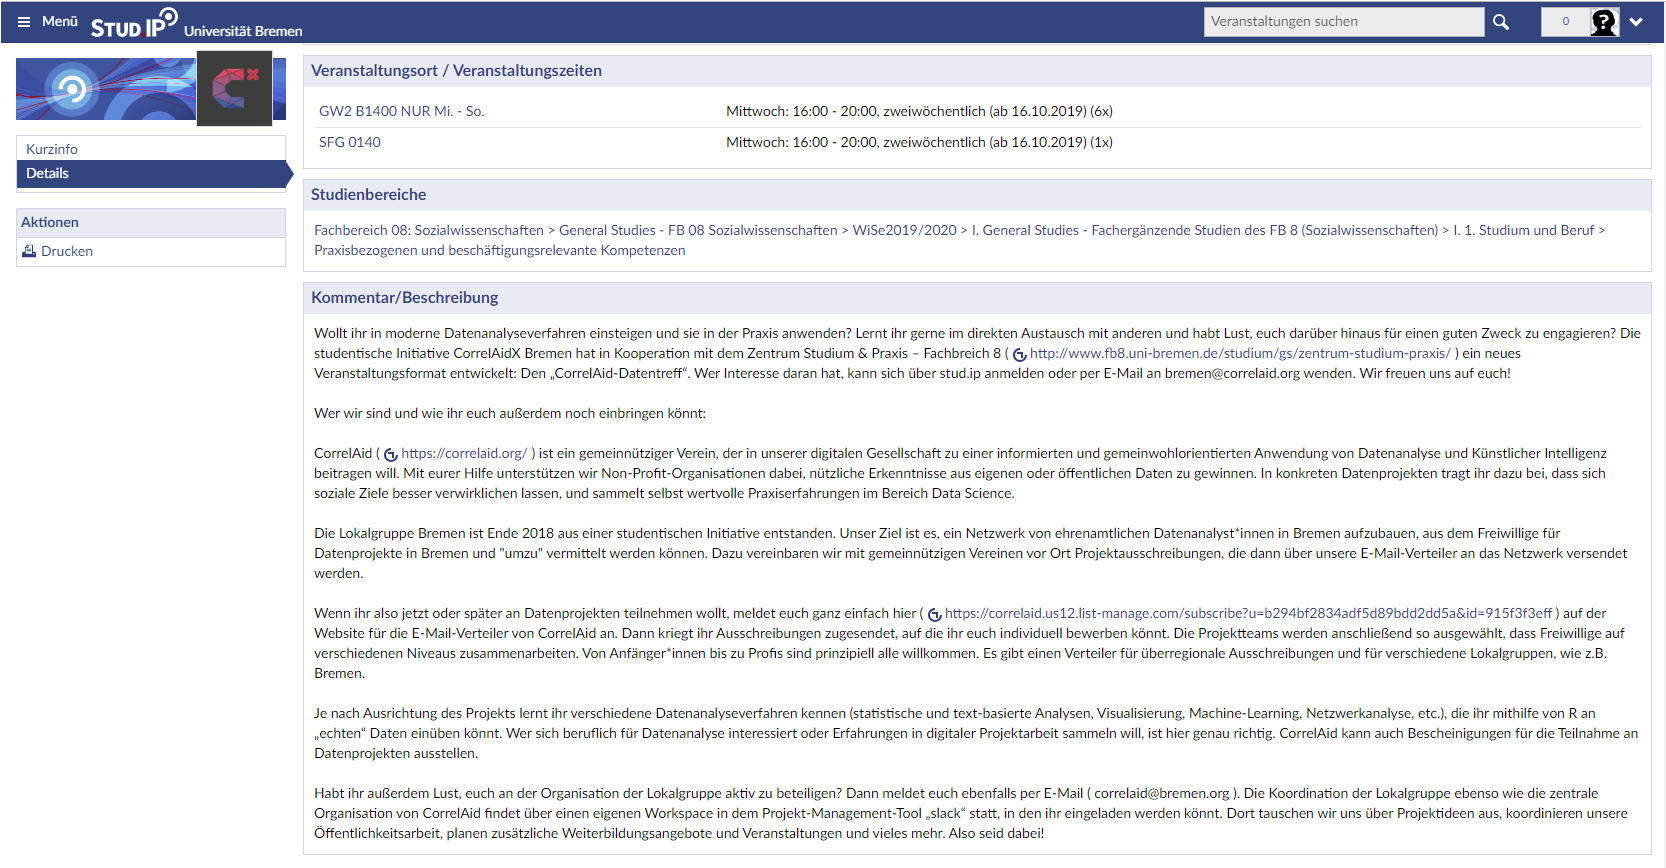 Menü
STUD.IP
Universität Bremen
Veranstaltungen suchen
0
?
Kurzinfo
Details
Aktionen
Drucken
Veranstaltungsort / Veranstaltungszeiten
GW2 B1400 NUR Mi. - So. Mittwoch: 16:00 - 20:00, zweiwöchentlich (ab 16.10.2019) (6x)
SFG 0140 Mittwoch: 16:00 - 20:00, zweiwöchentlich (ab 16.10.2019) (1x)
Studienbereiche
Fachbereich 08: Sozialwissenschaften > General Studies - FB 08 Sozialwissenschaften > WiSe2019/2020 > I. General Studies - Fachergänzende Studien des FB 8 (Sozialwissenschaften) > I. 1. Studium und Beruf >
Praxisbezogenen und beschäftigungsrelevante Kompetenzen
Kommentar/Beschreibung
Wollt ihr in moderne Datenanalyseverfahren einsteigen und sie in der Praxis anwenden? Lernt ihr gerne im direkten Austausch mit anderen und habt Lust, euch darüber hinaus für einen guten Zweck zu engagieren? Die
studentische Initiative CorrelAidX Bremen hat in Kooperation mit dem Zentrum Studium & Praxis – Fachbreich 8 ( http://www.fb8.uni-bremen.de/studium/gs/zentrum-studium-praxis/ ) ein neues
Veranstaltungsformat entwickelt: Den „CorrelAid-Datentreff“. Wer Interesse daran hat, kann sich über stud.ip anmelden oder per E-Mail an bremen@correlaid.org wenden. Wir freuen uns auf euch!
Wer wir sind und wie ihr euch außerdem noch einbringen könnt:
CorrelAid ( https://correlaid.org/ ) ist ein gemeinnütziger Verein, der in unserer digitalen Gesellschaft zu einer informierten und gemeinwohlorientierten Anwendung von Datenanalyse und Künstlicher Intelligenz
beitragen will. Mit eurer Hilfe unterstützen wir Non-Profit-Organisationen dabei, nützliche Erkenntnisse aus eigenen oder öffentlichen Daten zu gewinnen. In konkreten Datenprojekten tragt ihr dazu bei, dass sich
soziale Ziele besser verwirklichen lassen, und sammelt selbst wertvolle Praxiserfahrungen im Bereich Data Science.
Die Lokalgruppe Bremen ist Ende 2018 aus einer studentischen Initiative entstanden. Unser Ziel ist es, ein Netzwerk von ehrenamtlichen Datenanalyst*innen in Bremen aufzubauen, aus dem Freiwillige für
Datenprojekte in Bremen und "umzu" vermittelt werden können. Dazu vereinbaren wir mit gemeinnützigen Vereinen vor Ort Projektausschreibungen, die dann über unsere E-Mail-Verteiler an das Netzwerk versendet
werden.
Wenn ihr also jetzt oder später an Datenprojekten teilnehmen wollt, meldet euch ganz einfach hier ( https://correlaid.us12.list-manage.com/subscribe?u=b294bf2834adf5d89bdd2dd5a&id=915f3f3eff ) auf der
Website für die E-Mail-Verteiler von CorrelAid an. Dann kriegt ihr Ausschreibungen zugesendet, auf die ihr euch individuell bewerben könnt. Die Projektteams werden anschließend so ausgewählt, dass Freiwillige auf
verschiedenen Niveaus zusammenarbeiten. Von Anfänger*innen bis zu Profis sind prinzipiell alle willkommen. Es gibt einen Verteiler für überregionale Ausschreibungen und für verschiedene Lokalgruppen, wie z.B.
Bremen.
Je nach Ausrichtung des Projekts lernt ihr verschiedene Datenanalyseverfahren kennen (statistische und text-basierte Analysen, Visualisierung, Machine-Learning, Netzwerkanalyse, etc.), die ihr mithilfe von R an
„echten“ Daten einüben könnt. Wer sich beruflich für Datenanalyse interessiert oder Erfahrungen in digitaler Projektarbeit sammeln will, ist hier genau richtig. CorrelAid kann auch Bescheinigungen für die Teilnahme an
Datenprojekten ausstellen.
Habt ihr außerdem Lust, euch an der Organisation der Lokalgruppe aktiv zu beteiligen? Dann meldet euch ebenfalls per E-Mail ( correlaid@bremen.org ). Die Koordination der Lokalgruppe ebenso wie die zentrale
Organisation von CorrelAid findet über einen eigenen Workspace in dem Projekt-Management-Tool „slack“ statt, in den ihr eingeladen werden könnt. Dort tauschen wir uns über Projektideen aus, koordinieren unsere
Öffentlichkeitsarbeit, planen zusätzliche Weiterbildungsangebote und Veranstaltungen und vieles mehr. Also seid dabei!